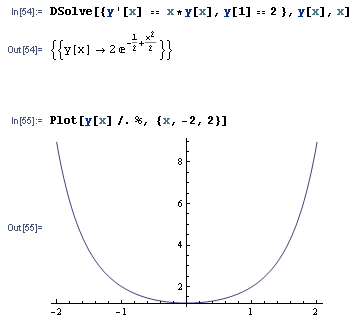 In[54]:= DSolve[{y'[x] == x*y[x], y[1] == 2 }, y[x], x]
Out[54]= {{y[x] → 2 ⅇ^(-1/2 + x²/2)}}
In[55]:= Plot[y[x] /. %, {x, -2, 2}]
8
6
4
Out[55]=
2
-2 -1 1 2